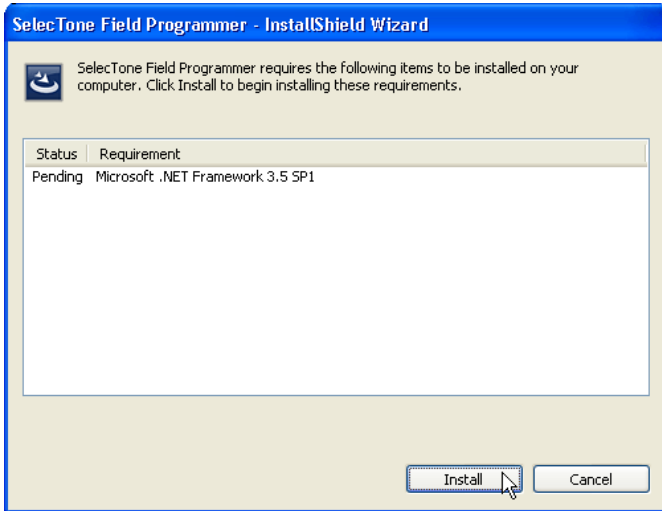 SelecTone Field Programmer - InstallShield Wizard
SelecTone Field Programmer requires the following items to be installed on your
computer. Click Install to begin installing these requirements.
Status Requirement
Pending Microsoft .NET Framework 3.5 SP1
Install Cancel